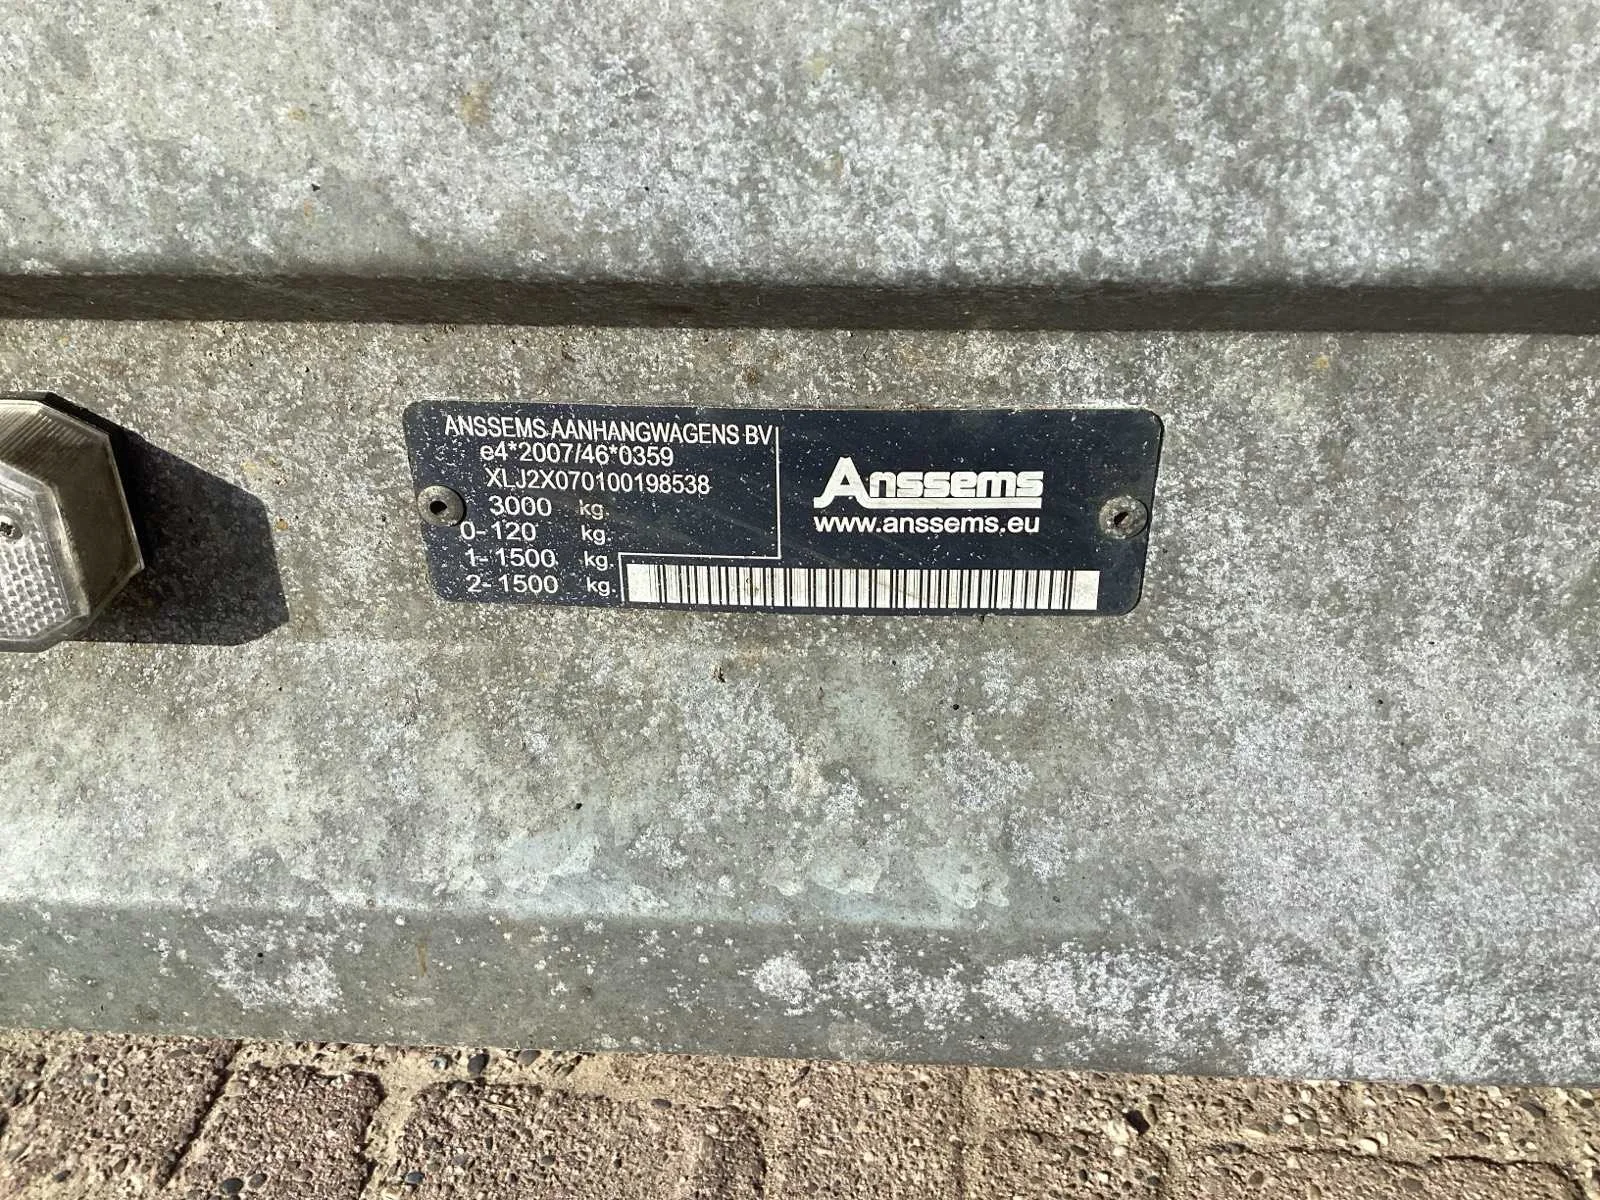 ANSSEMS AANHANGWAGENS BV
e4*2007/46*0359
XLJ2X070100198538
3000 kg.
0-120 kg.
1-1500 kg.
2-1500 kg.
Anssems
www.anssems.eu